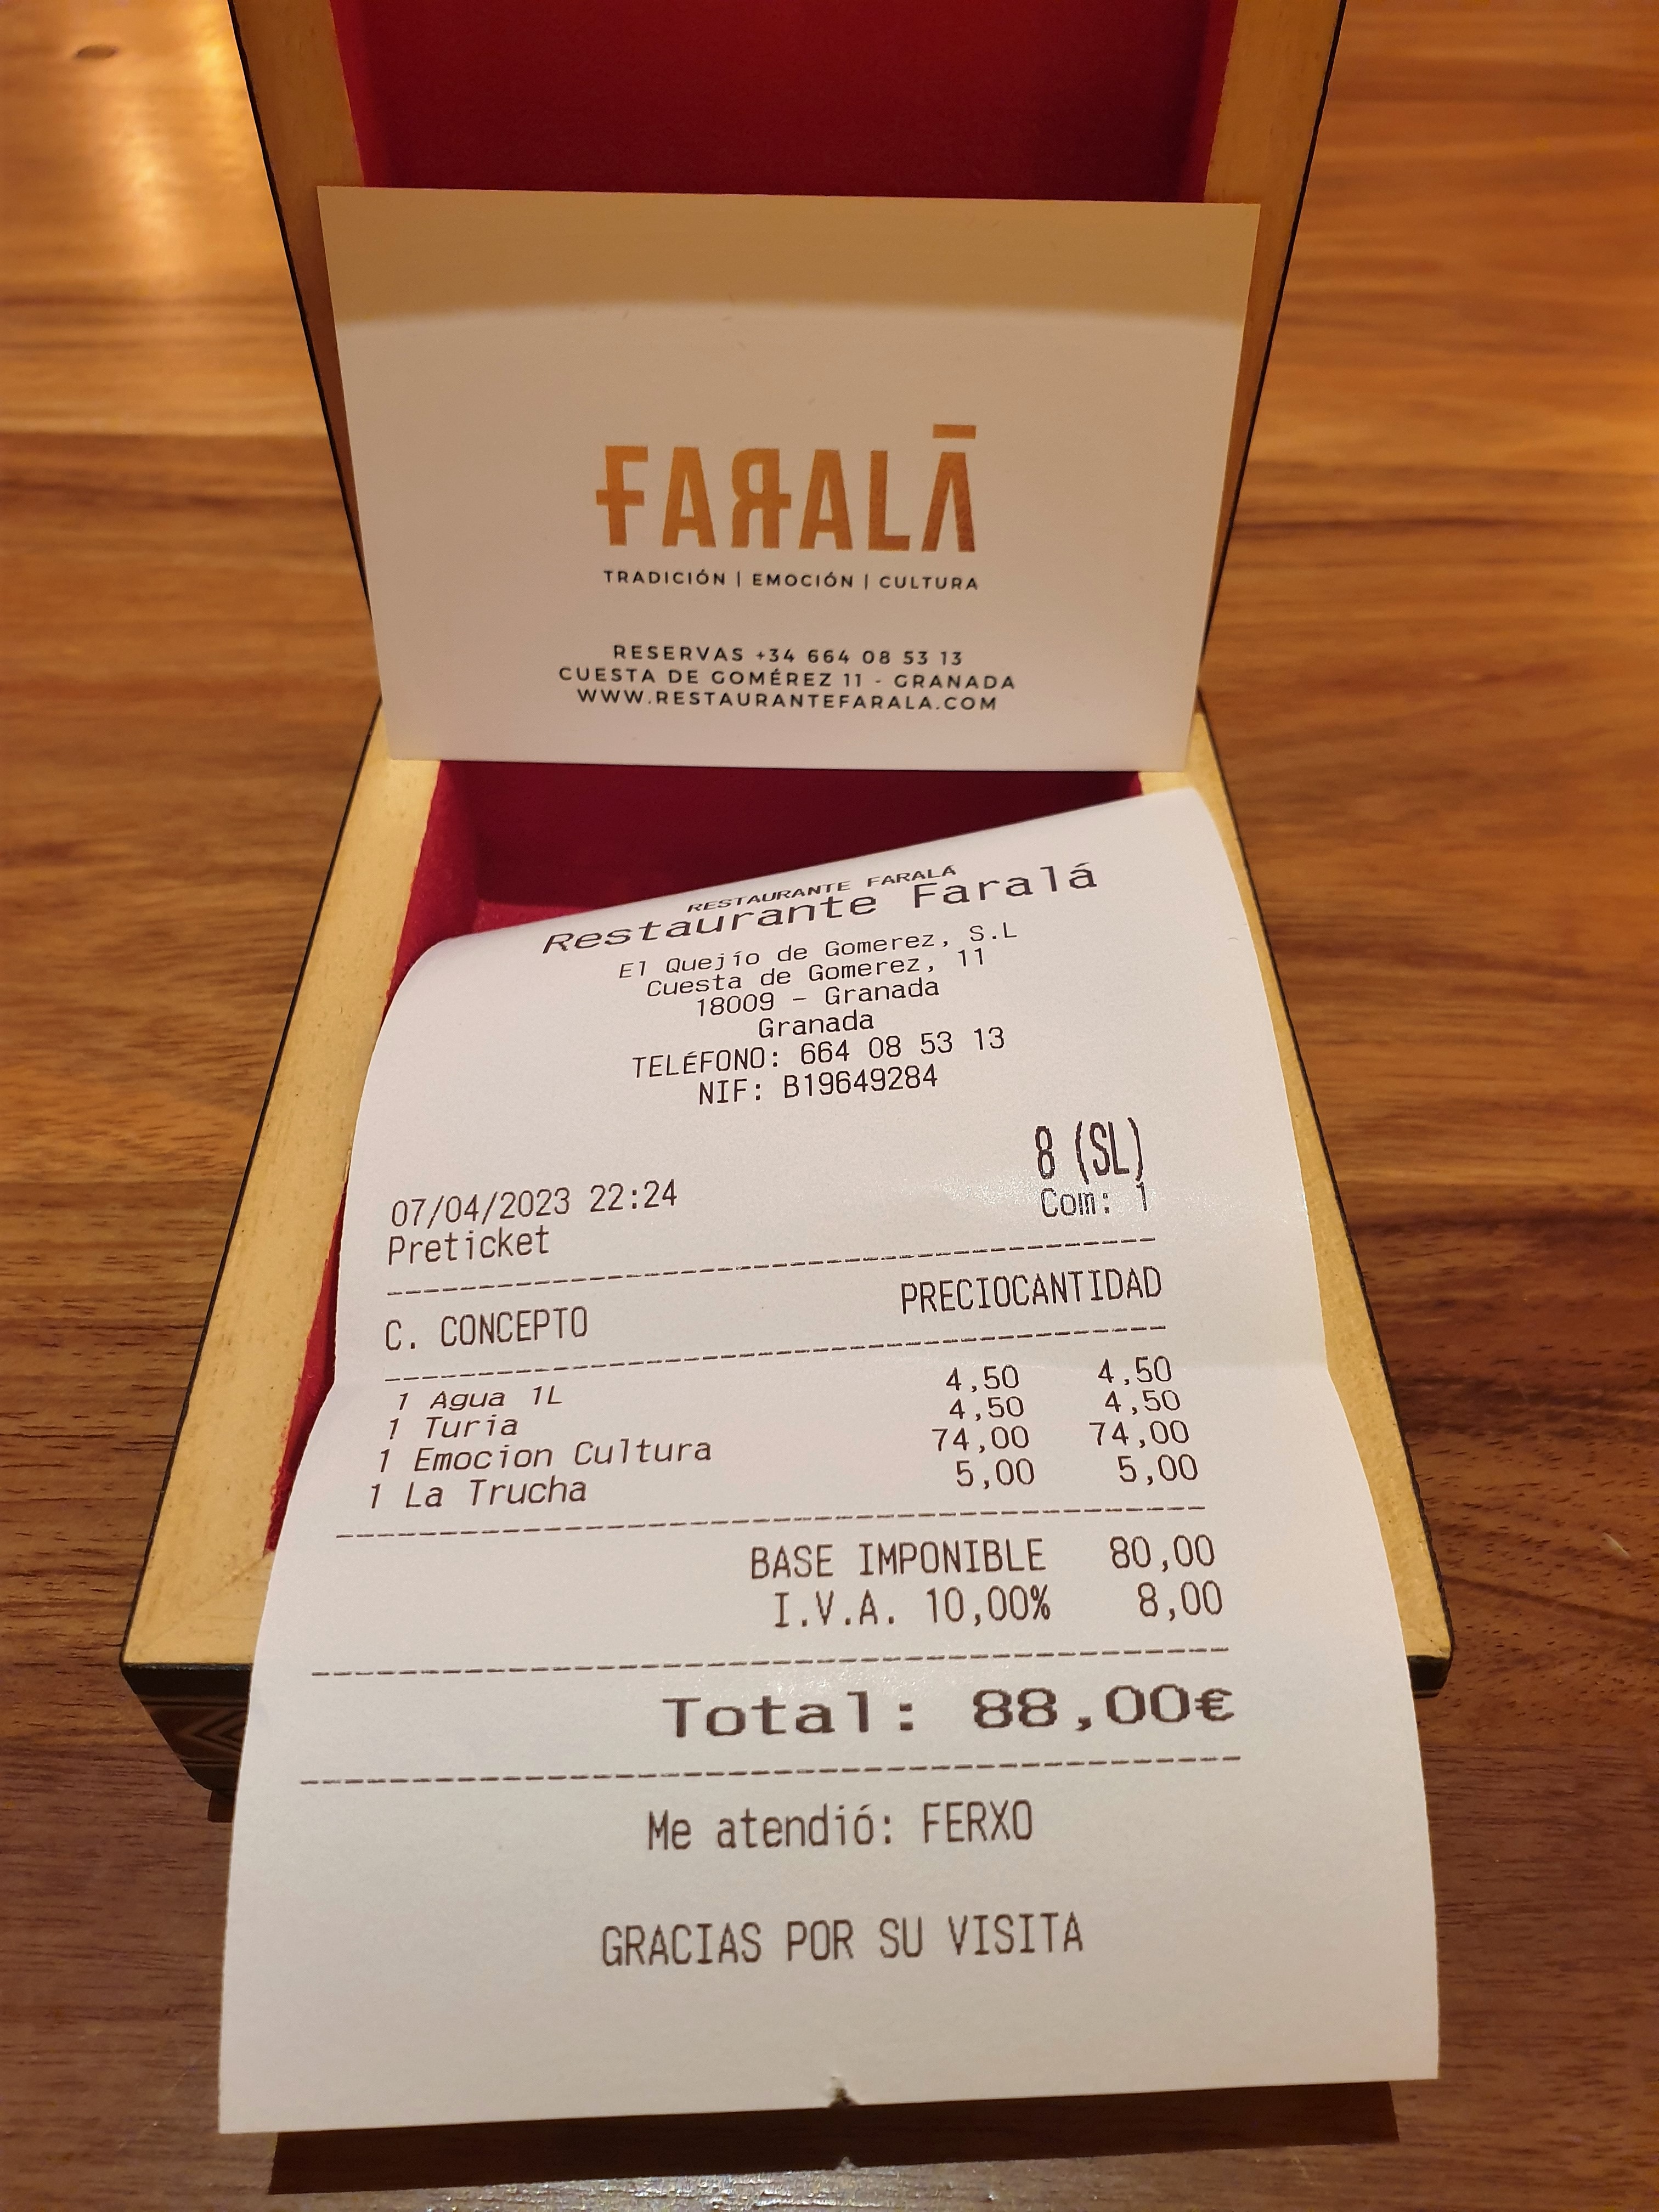 FARALĀ
TRADICIÓN | EMOCIÓN | CULTURA
RESERVAS +34 664 08 53 13
CUESTA DE GOMÉREZ 11 - GRANADA
WWW.RESTAURANTEFARALA.COM
RESTAURANTE FARALÁ
Restaurante Faralá
El Quejío de Gomerez, S.L
Cuesta de Gomerez, 11
18009 - Granada
Granada
TELÉFONO: 664 08 53 13
NIF: B19649284
8 (SL)
07/04/2023 22:24 Com: 1
Preticket
C. CONCEPTO PRECIOCANTIDAD
1 Agua 1L 4,50 4,50
1 Turia 4,50 4,50
1 Emocion Cultura 74,00 74,00
1 La Trucha 5,00 5,00
BASE IMPONIBLE 80,00
I.V.A. 10,00% 8,00
Total: 88,00€
Me atendió: FERXO
GRACIAS POR SU VISITA